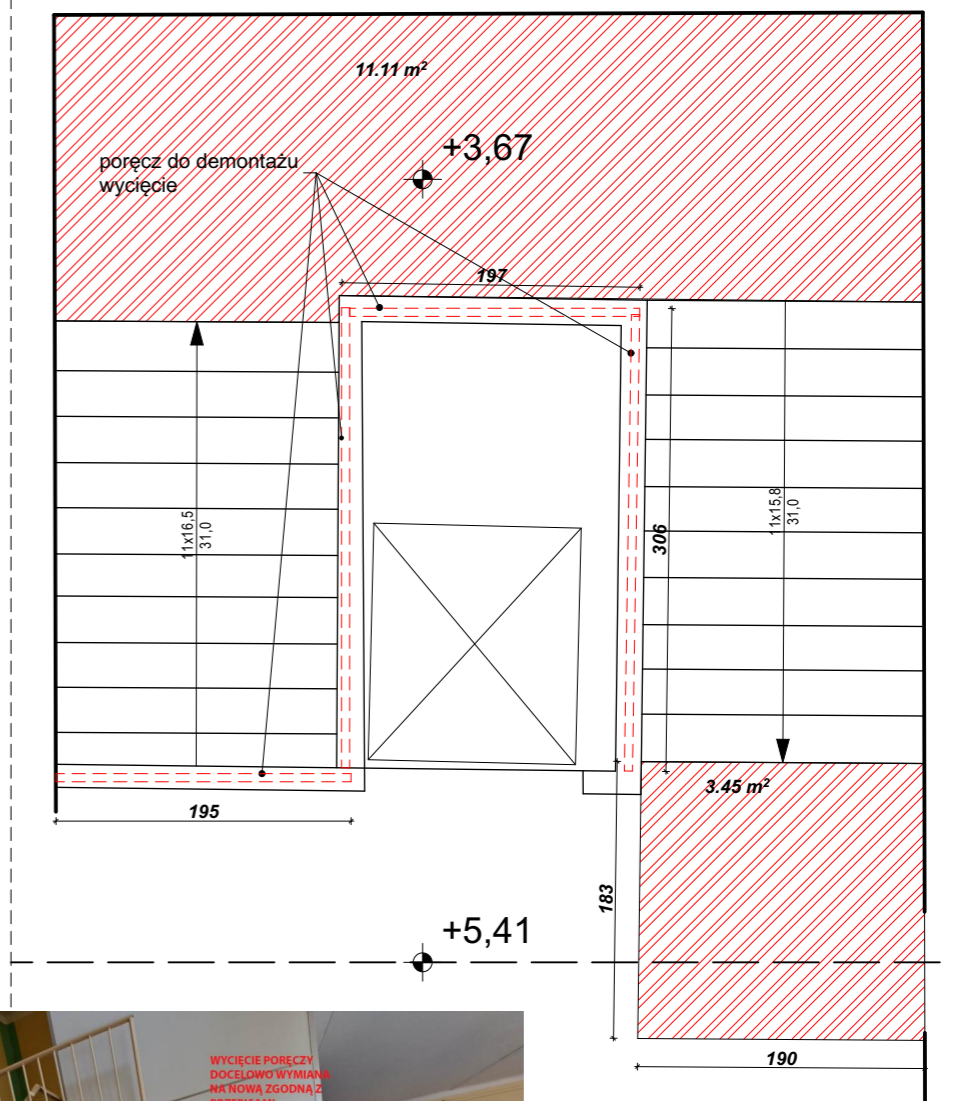 11.11 m²
+3,67
poręcz do demontażu
wycięcie
197
11x16,5
31,0
306
11x15,8
31,0
3.45 m²
195
183
+5,41
190
WYCIĘCIE PORĘCZY
DOCELOWO WYMIANA
NA NOWĄ ZGODNĄ Z